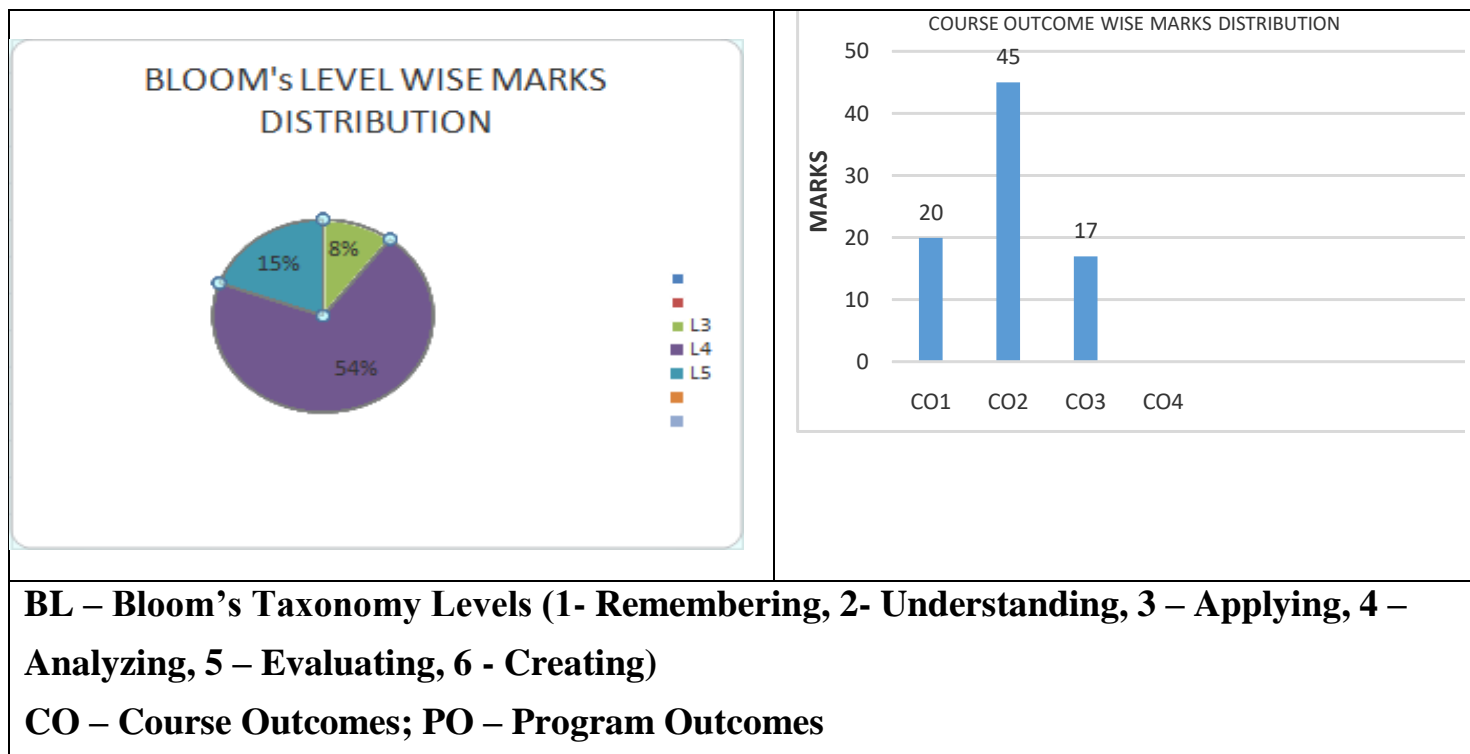 BLOOM's LEVEL WISE MARKS
DISTRIBUTION
8%
15%
54%
L3
L4
L5
COURSE OUTCOME WISE MARKS DISTRIBUTION
MARKS
50
40
30
20
10
0
20
45
17
CO1 CO2 CO3 CO4
BL – Bloom’s Taxonomy Levels (1- Remembering, 2- Understanding, 3 – Applying, 4 –
Analyzing, 5 – Evaluating, 6 - Creating)
CO – Course Outcomes; PO – Program Outcomes